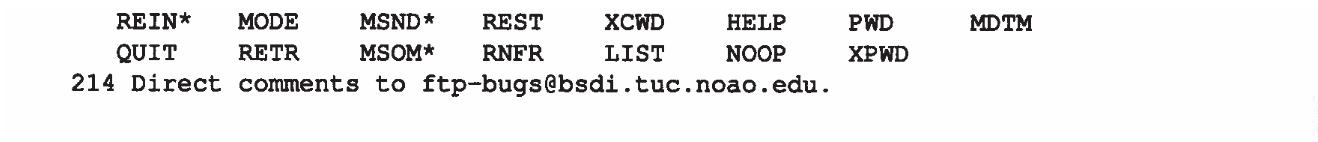 REIN* MODE MSND* REST XCWD HELP PWD MDTM
QUIT RETR MSOM* RNFR LIST NOOP XPWD
214 Direct comments to ftp-bugs@bsdi.tuc.noao.edu.